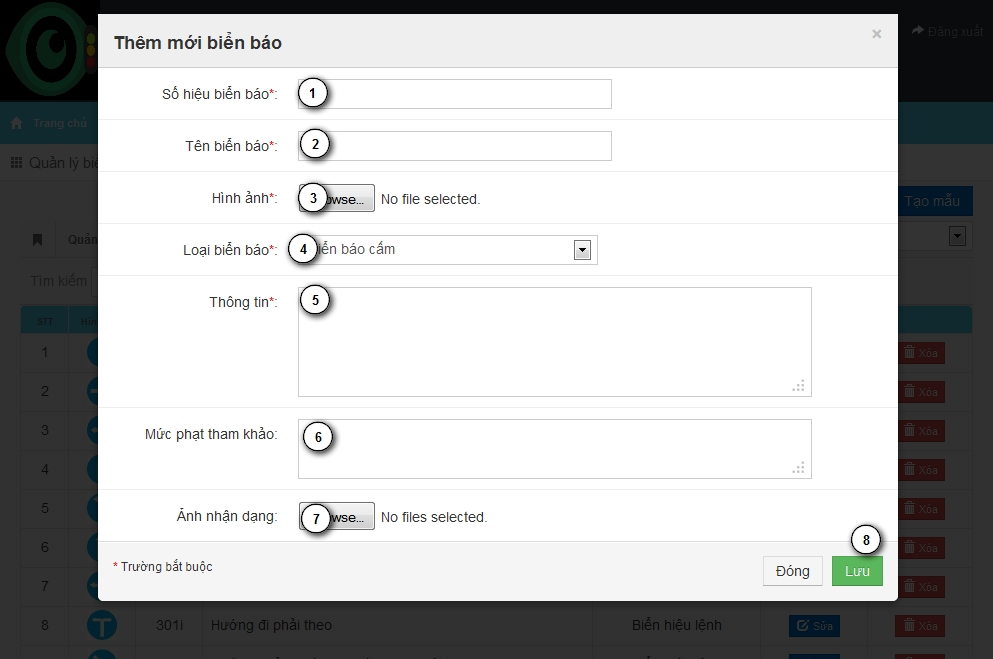 Thêm mới biển báo
×
Đăng xuất
Trang chủ
Quản lý biể
Tạo mẫu
Quản
Tìm kiếm
STT
Hìn
Số hiệu biển báo*:
1
Tên biển báo*:
2
Hình ảnh*:
3
wse...
No file selected.
Loại biển báo*:
4
iển báo cấm
Thông tin*:
5
Mức phạt tham khảo:
6
Ảnh nhận dạng:
7
wse...
No files selected.
8
* Trường bắt buộc
Đóng
Lưu
1
Xóa
2
Xóa
3
Xóa
4
Xóa
5
Xóa
6
Xóa
7
Xóa
8
301i
Hướng đi phải theo
Biển hiệu lệnh
Sửa
Xóa